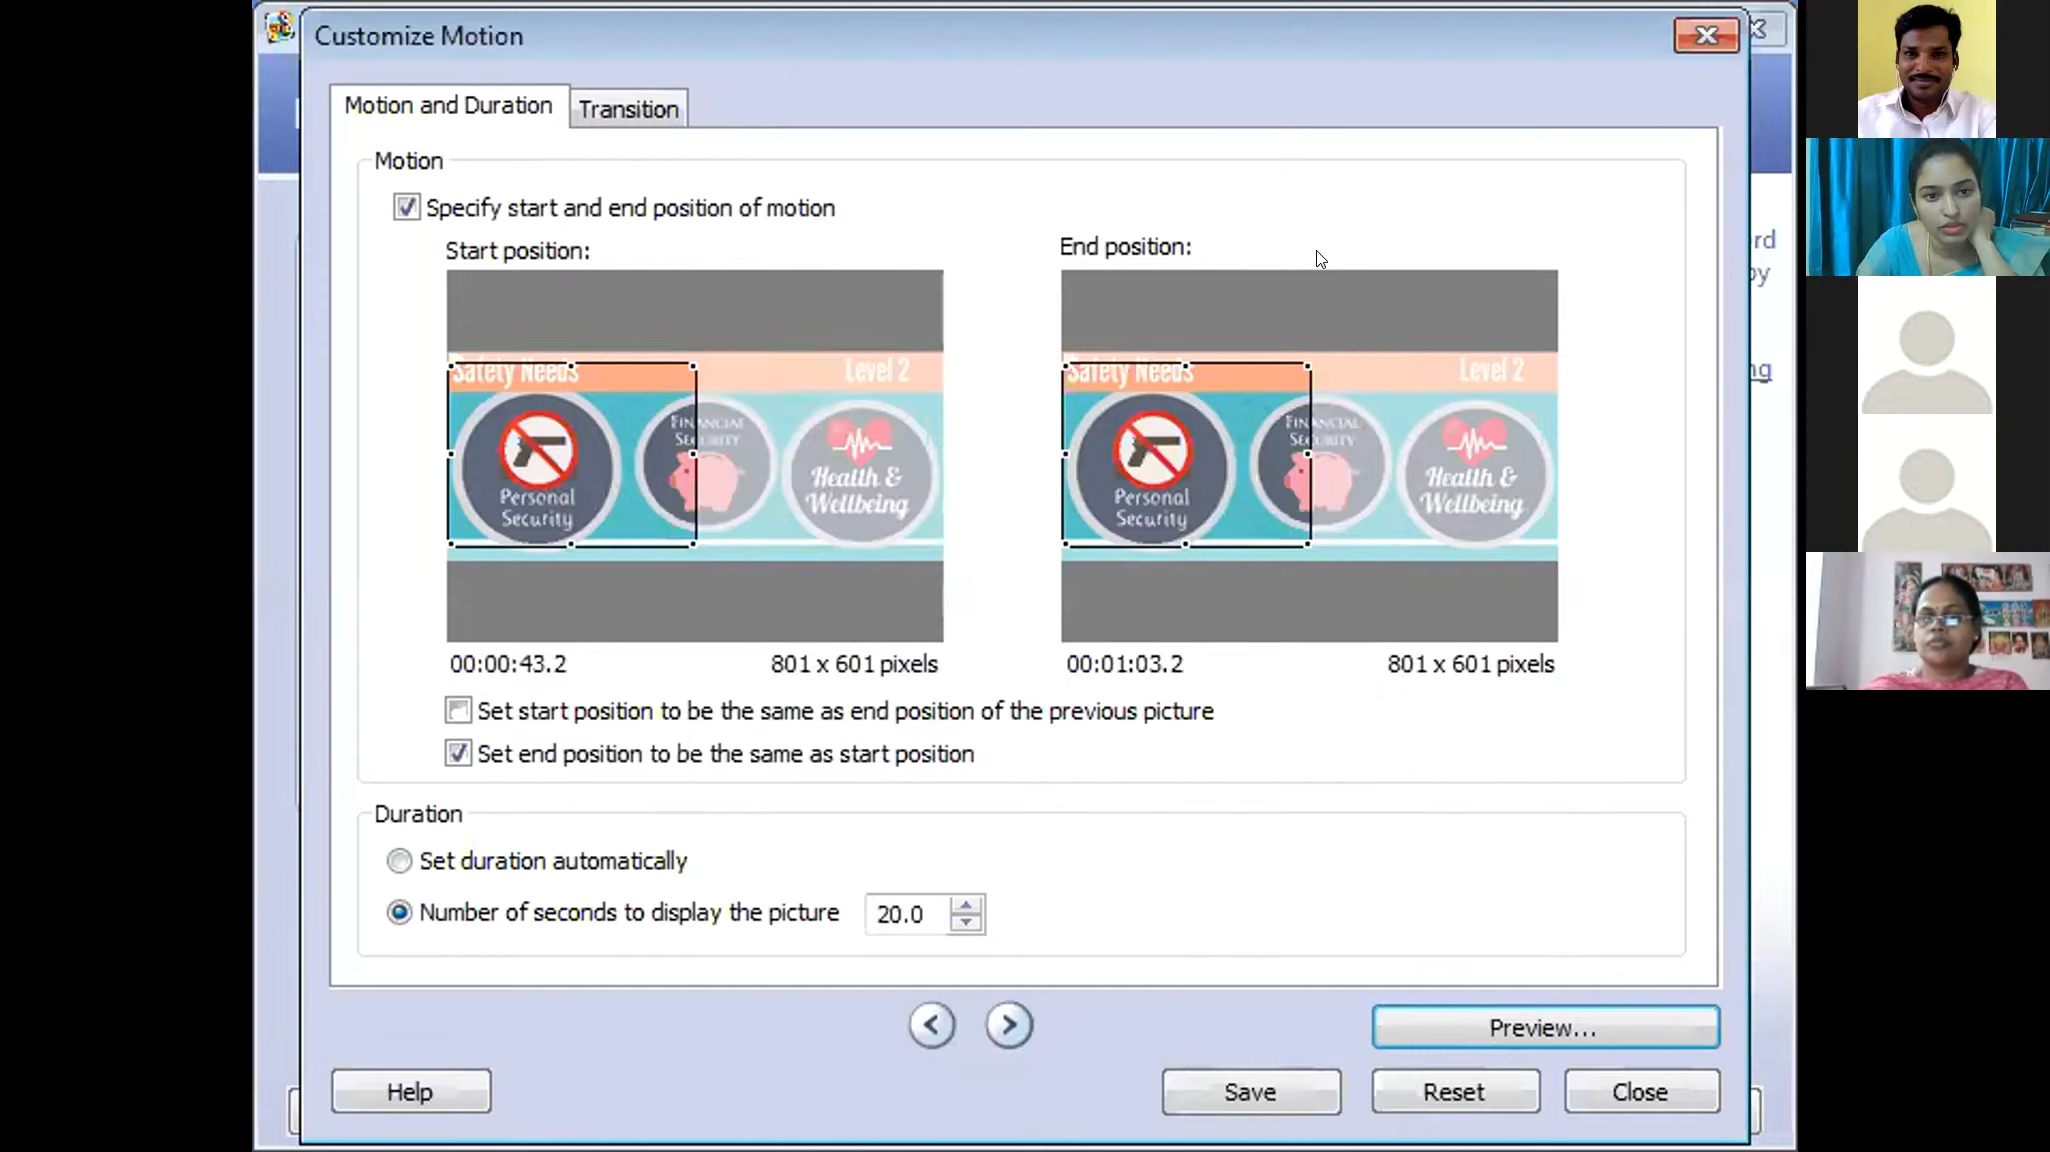 Customize Motion
Motion and Duration
Transition
Motion
Specify start and end position of motion
Start position:
End position:
Safety Needs
Level 2
Personal
Security
FINANCIAL
SECURITY
Health &
Wellbeing
Safety Needs
Level 2
Personal
Security
FINANCIAL
SECURITY
Health &
Wellbeing
00:00:43.2
801 x 601 pixels
00:01:03.2
801 x 601 pixels
Set start position to be the same as end position of the previous picture
Set end position to be the same as start position
Duration
Set duration automatically
Number of seconds to display the picture
20.0
Preview...
Help
Save
Reset
Close